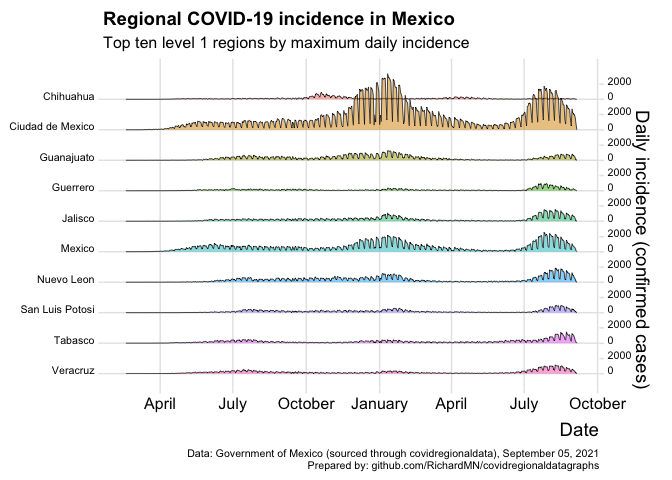 Regional COVID-19 incidence in Mexico
Top ten level 1 regions by maximum daily incidence
Chihuahua
2000
0
Ciudad de Mexico
2000
0
Guanajuato
2000
0
Guerrero
2000
0
Jalisco
2000
0
Mexico
2000
0
Nuevo Leon
2000
0
San Luis Potosi
2000
0
Tabasco
2000
0
Veracruz
2000
0
Daily incidence (confirmed cases)
April July October January April July October
Date
Data: Government of Mexico (sourced through covidregionaldata), September 05, 2021
Prepared by: github.com/RichardMN/covidregionaldatagraphs